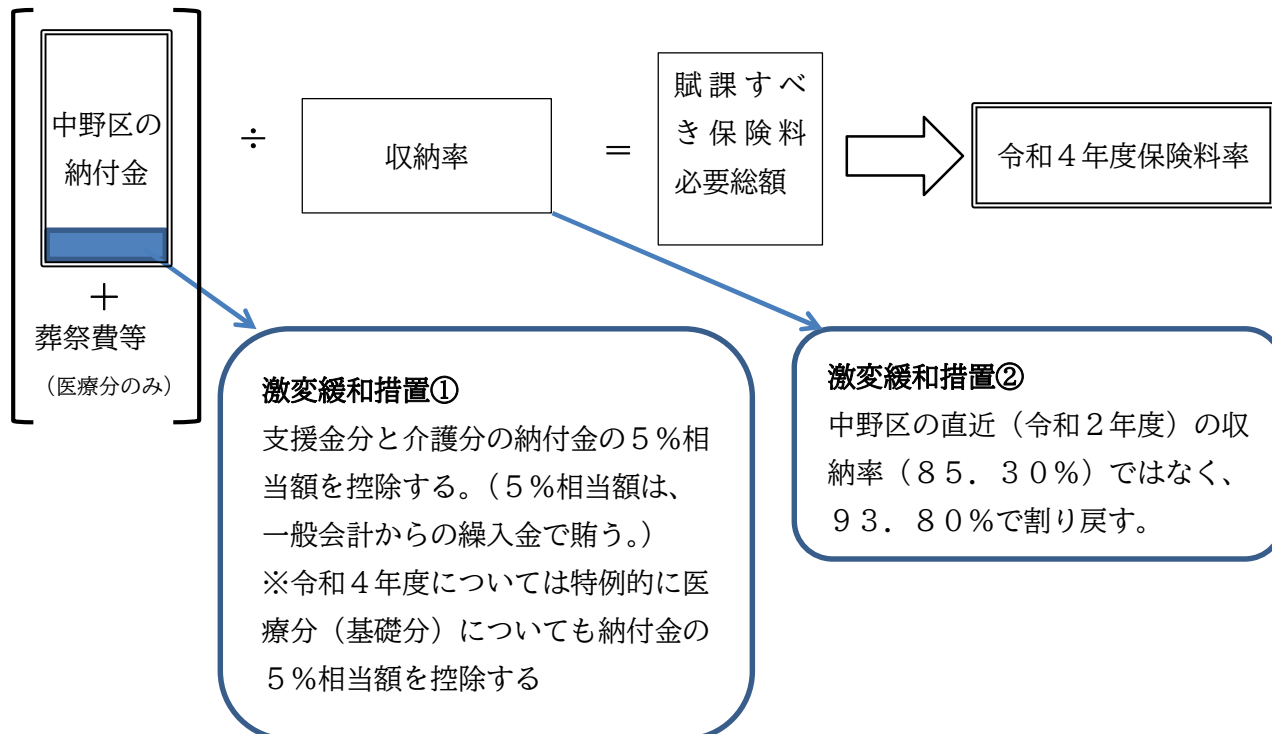 中野区の
納付金
＋
葬祭費等
（医療分のみ）
÷
収納率
＝
賦課すべ
き保険料
必要総額
令和４年度保険料率
激変緩和措置①
支援金分と介護分の納付金の５％相
当額を控除する。（５％相当額は、
一般会計からの繰入金で賄う。）
※令和４年度については特例的に医
療分（基礎分）についても納付金の
５％相当額を控除する
激変緩和措置②
中野区の直近（令和２年度）の収
納率（８５．３０％）ではなく、
９３．８０％で割り戻す。